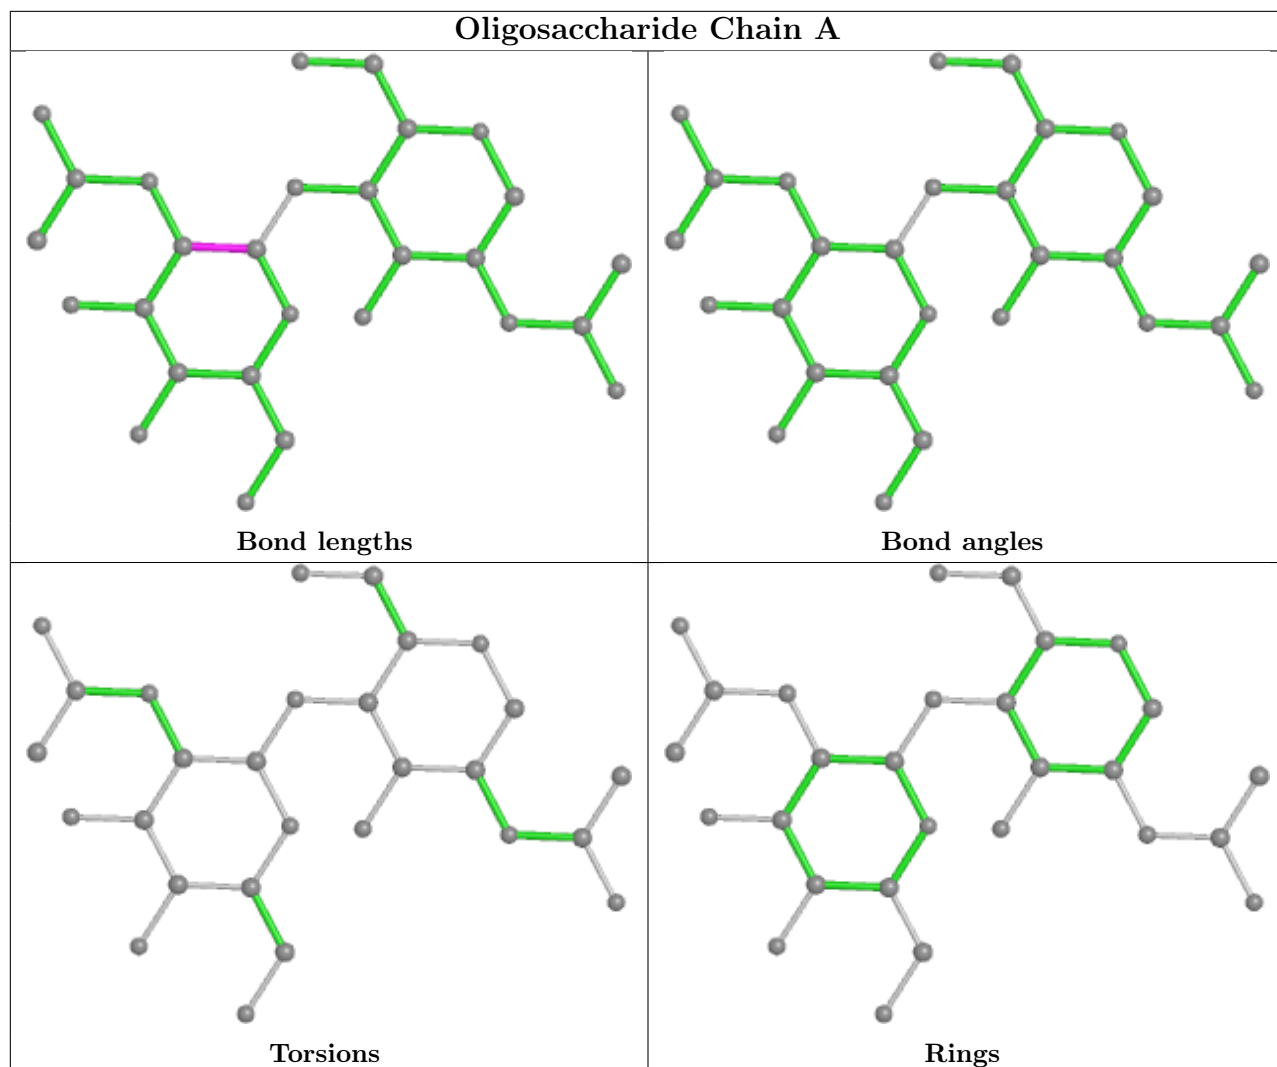 Oligosaccharide Chain A
Bond lengths
Bond angles
Torsions
Rings